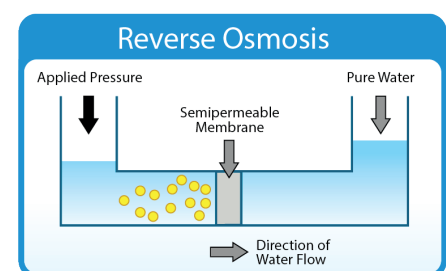 Reverse Osmosis
Applied Pressure
Pure Water
Semipermeable
Membrane
Direction of
Water Flow